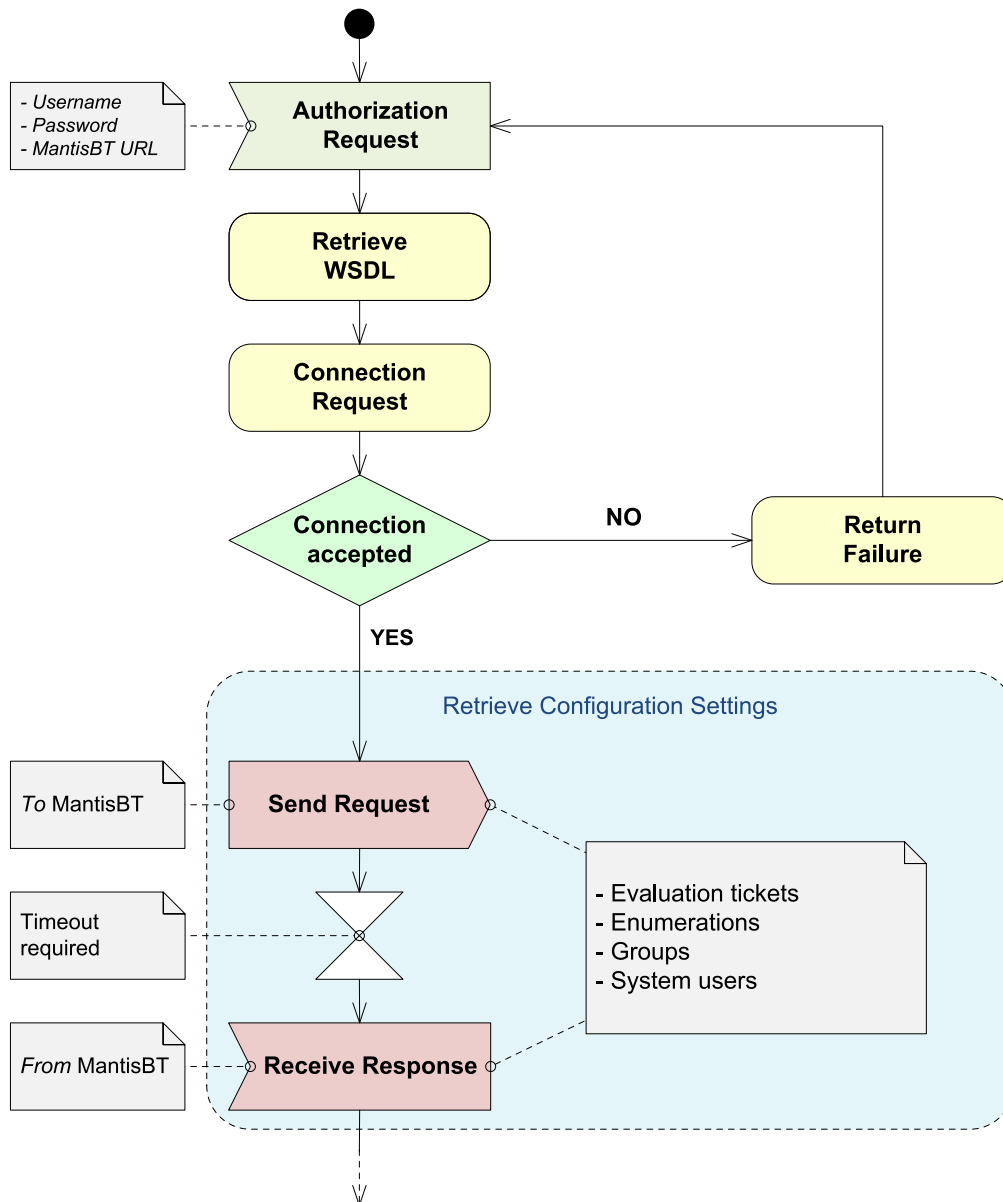 - Username
- Password
- MantisBT URL
Authorization
Request
Retrieve
WSDL
Connection
Request
Connection
accepted
NO
Return
Failure
YES
Retrieve Configuration Settings
To MantisBT
Send Request
- Evaluation tickets
- Enumerations
- Groups
- System users
Timeout
required
From MantisBT
Receive Response